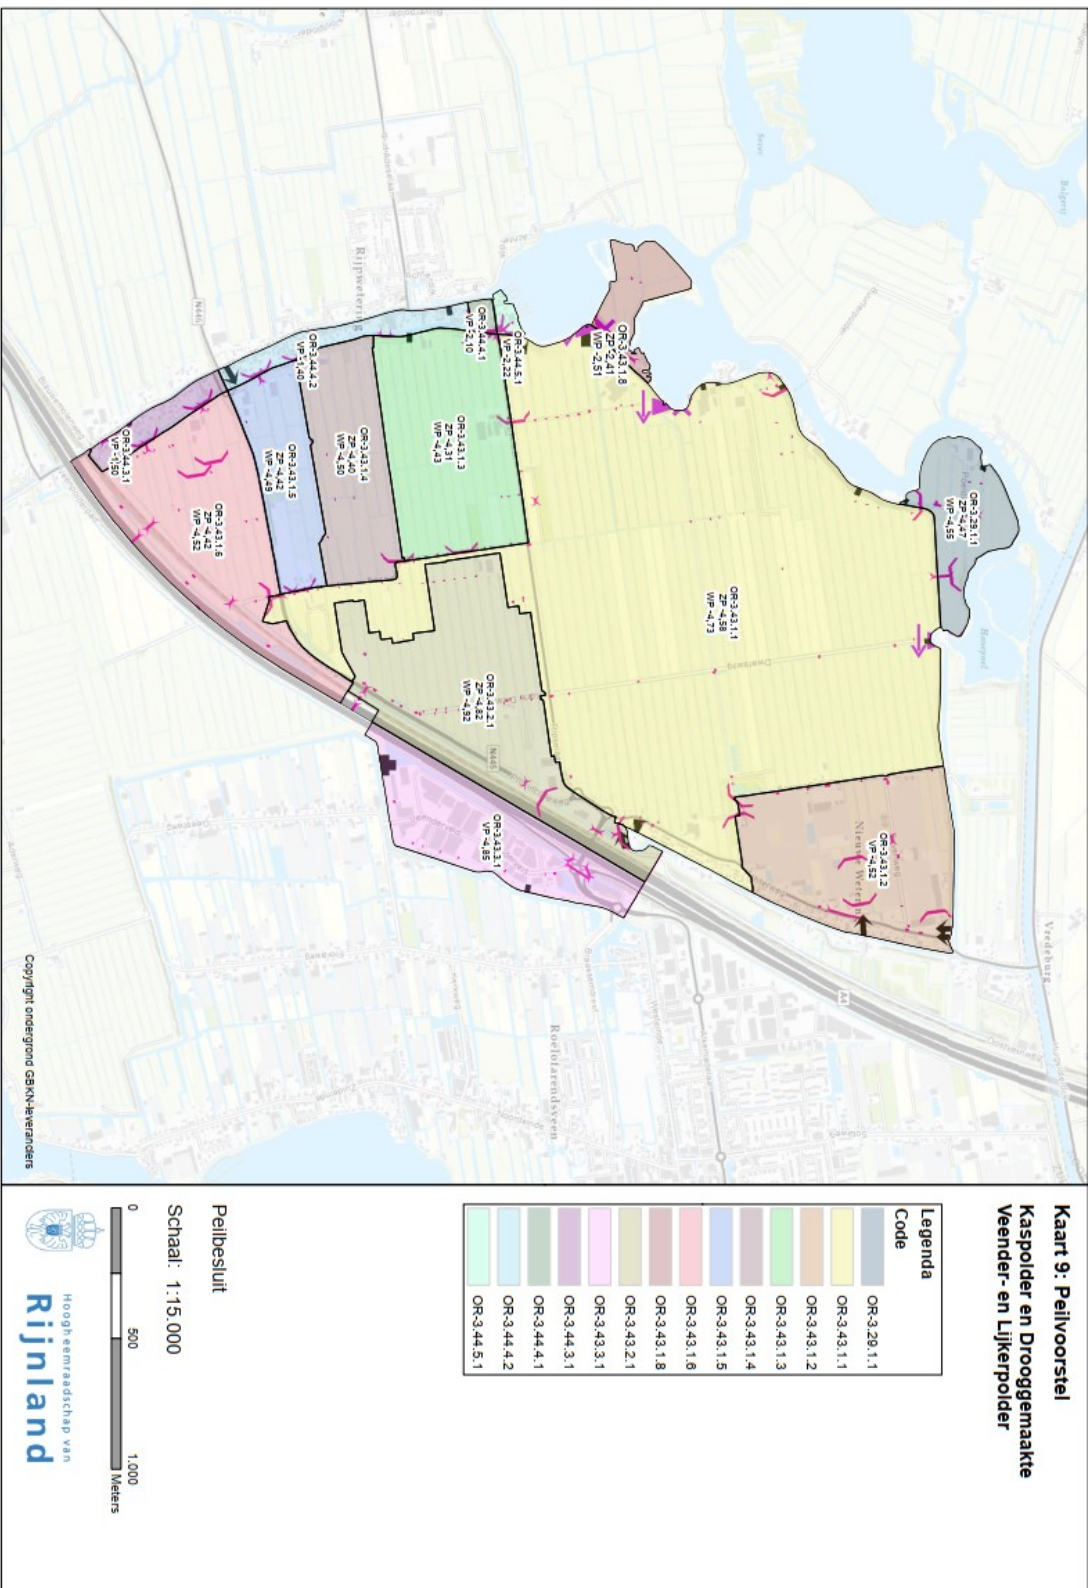 Kaart 9: Peilvoorstel
Kaspolder en Drooggemaakte
Veender- en Lijkerpolder
Legenda
Code
OR-3.29.1.1
OR-3.43.1.1
OR-3.43.1.2
OR-3.43.1.3
OR-3.43.1.4
OR-3.43.1.5
OR-3.43.1.6
OR-3.43.1.8
OR-3.43.2.1
OR-3.43.3.1
OR-3.44.3.1
OR-3.44.4.1
OR-3.44.4.2
OR-3.44.5.1
Peilbesluit
Schaal: 1:15.000
0 500 1.000
Meters
Hoogheemraadschap van
Rijnland
OR-3.29.1.1
ZP -4,47
WP -4,55
OR-3.43.1.8
ZP -2,41
WP -2,51
OR-3.43.1.1
ZP -4,58
WP -4,73
OR-3.43.1.2
VP -4,52
OR-3.44.5.1
VP -2,22
OR-3.44.4.1
VP -2,10
OR-3.43.1.3
ZP -4,31
WP -4,43
OR-3.43.2.1
ZP -4,82
WP -4,92
OR-3.43.3.1
VP -4,85
OR-3.43.1.4
ZP -4,40
WP -4,50
OR-3.44.4.2
VP -1,40
OR-3.43.1.5
ZP -4,42
WP -4,49
OR-3.43.1.6
ZP -4,42
WP -4,52
OR-3.44.3.1
VP -1,50
Vredeburg
Hanepoel
Dwarsweg
Rijpwetering
Roelofarendsveen
A4
N445
N446
Copyright ondergrond GBKN-leveranciers